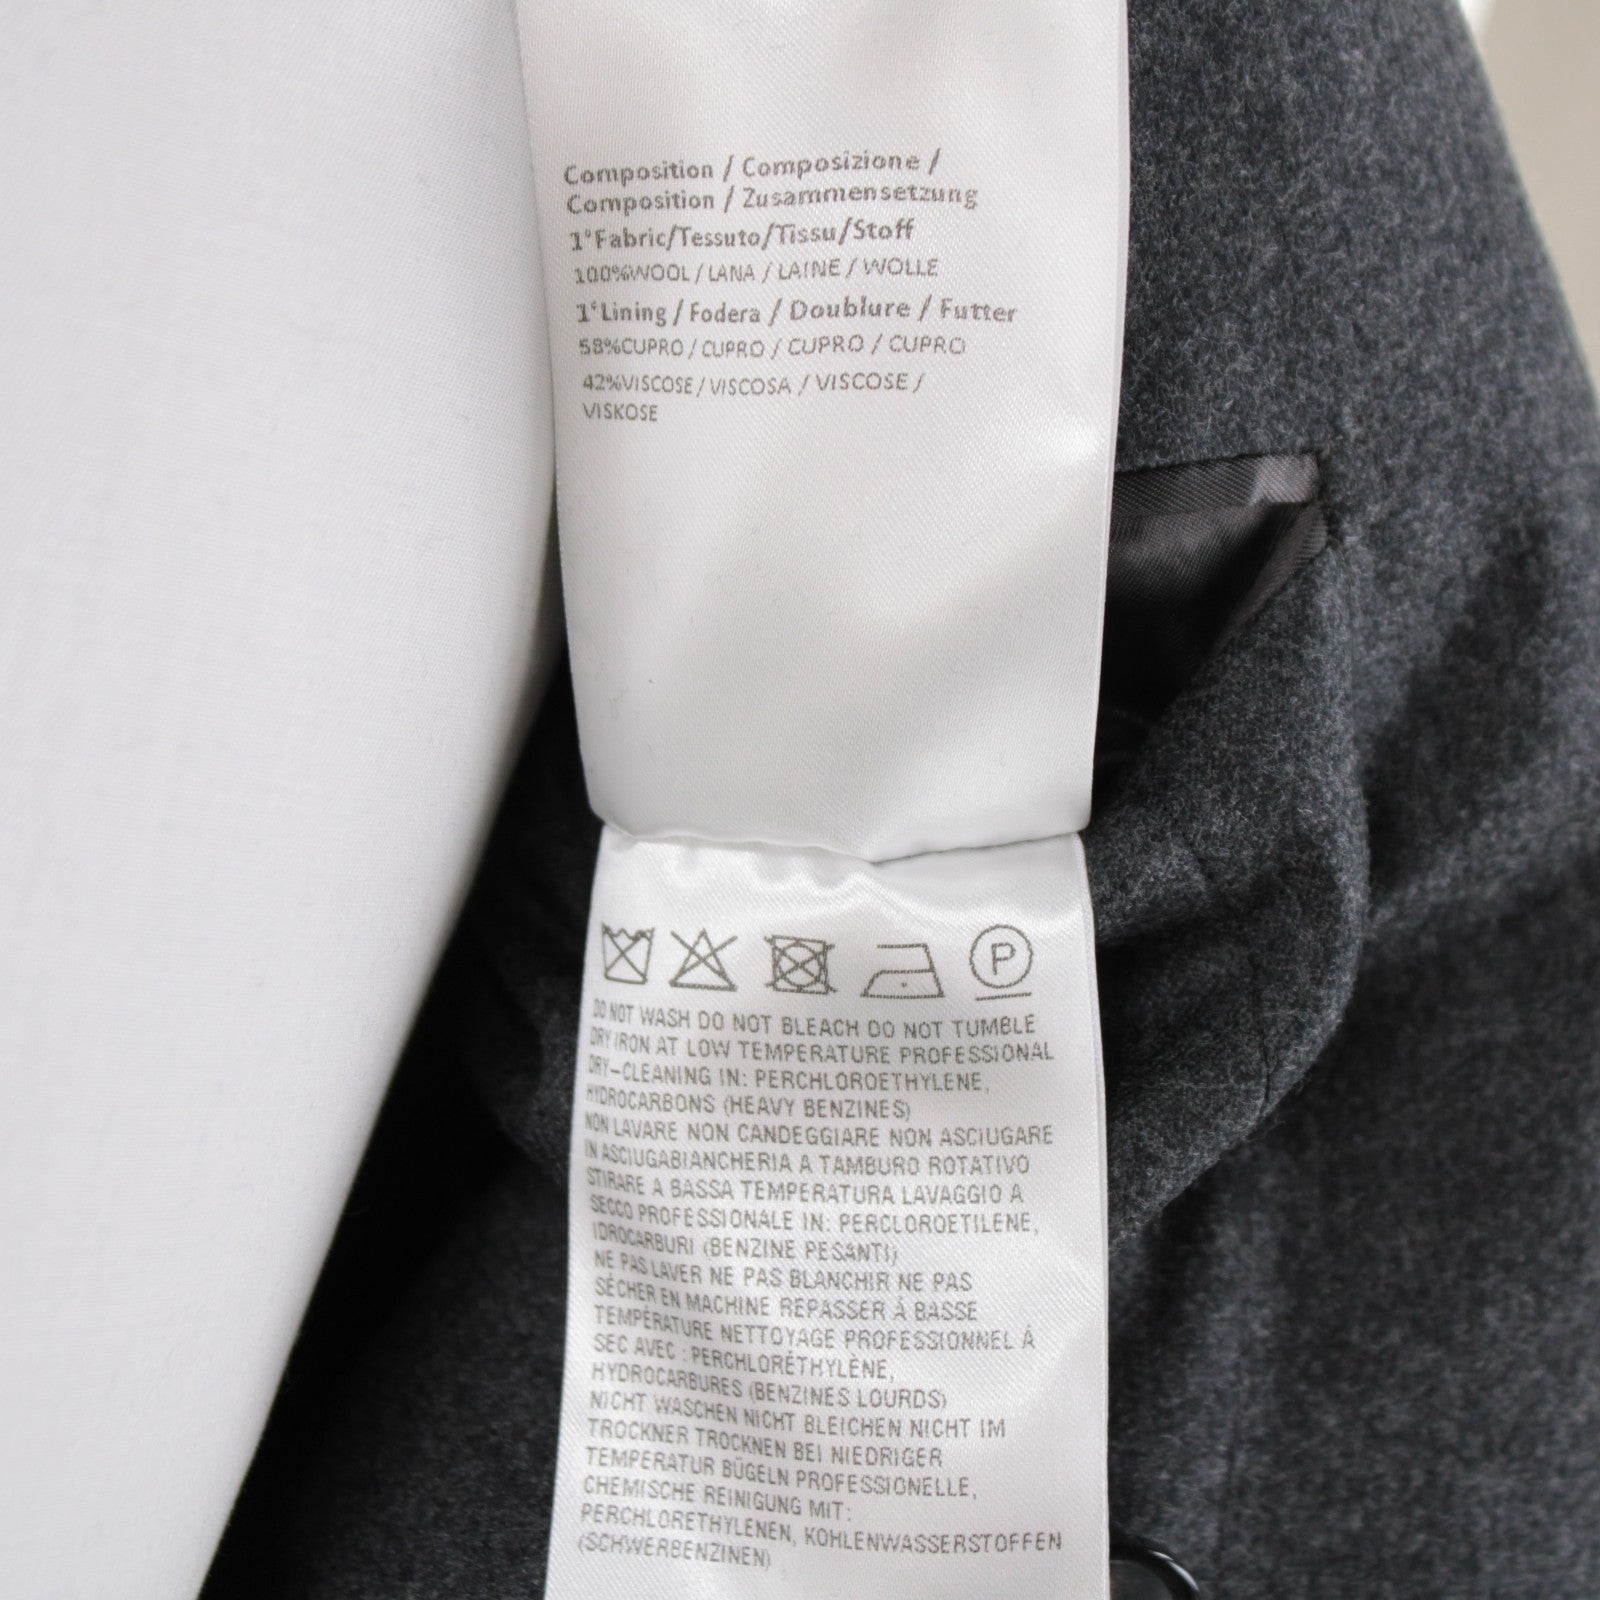 Composition / Composizione /
Composition / Zusammensetzung
1°Fabric/Tessuto/Tissu/Stoff
100%WOOL / LANA / LAINE / WOLLE
1°Lining / Fodera / Doublure / Futter
58%CUPRO / CUPRO / CUPRO / CUPRO
42%VISCOSE / VISCOSA / VISCOSE /
VISKOSE
P
DO NOT WASH DO NOT BLEACH DO NOT TUMBLE
DRY IRON AT LOW TEMPERATURE PROFESSIONAL
DRY-CLEANING IN: PERCHLOROETHYLENE,
HYDROCARBONS (HEAVY BENZINES)
NON LAVARE NON CANDEGGIARE NON ASCIUGARE
IN ASCIUGABIANCHERIA A TAMBURO ROTATIVO
STIRARE A BASSA TEMPERATURA LAVAGGIO A
SECCO PROFESSIONALE IN: PERCLOROETILENE,
IDROCARBURI (BENZINE PESANTI)
NE PAS LAVER NE PAS BLANCHIR NE PAS
SÉCHER EN MACHINE REPASSER À BASSE
TEMPÉRATURE NETTOYAGE PROFESSIONNEL À
SEC AVEC : PERCHLORÉTHYLÈNE,
HYDROCARBURES (BENZINES LOURDS)
NICHT WASCHEN NICHT BLEICHEN NICHT IM
TROCKNER TROCKNEN BEI NIEDRIGER
TEMPERATUR BÜGELN PROFESSIONELLE,
CHEMISCHE REINIGUNG MIT:
PERCHLORETHYLENEN, KOHLENWASSERSTOFFEN
(SCHWERBENZINEN)